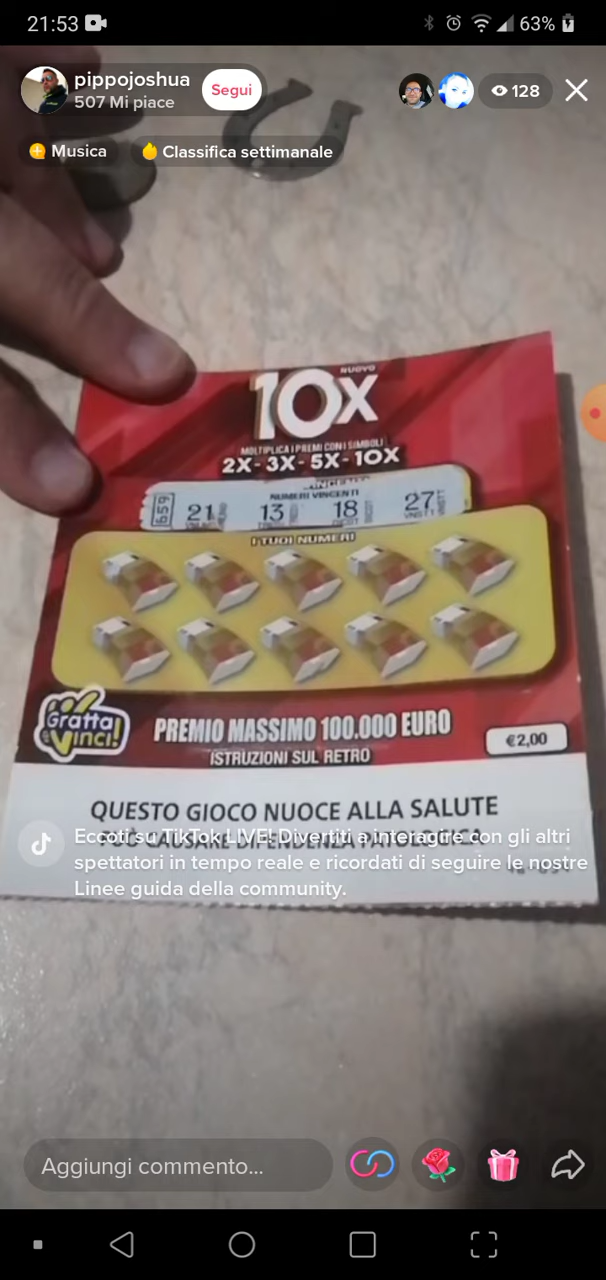 21:53
63%
pippojoshua
507 Mi piace
Segui
128
Musica
Classifica settimanale
NUOVO
10X
MOLTIPLICA I PREMI CON I SIMBOLI
2X - 3X - 5X - 10X
NUMERI VINCENTI
659 21 13 18 27
I TUOI NUMERI
Gratta e Vinci!
PREMIO MASSIMO 100.000 EURO
€2,00
ISTRUZIONI SUL RETRO
QUESTO GIOCO NUOCE ALLA SALUTE
Eccoti su TikTok LIVE! Divertiti a interagire con gli altri
spettatori in tempo reale e ricordati di seguire le nostre
Linee guida della community.
Aggiungi commento...